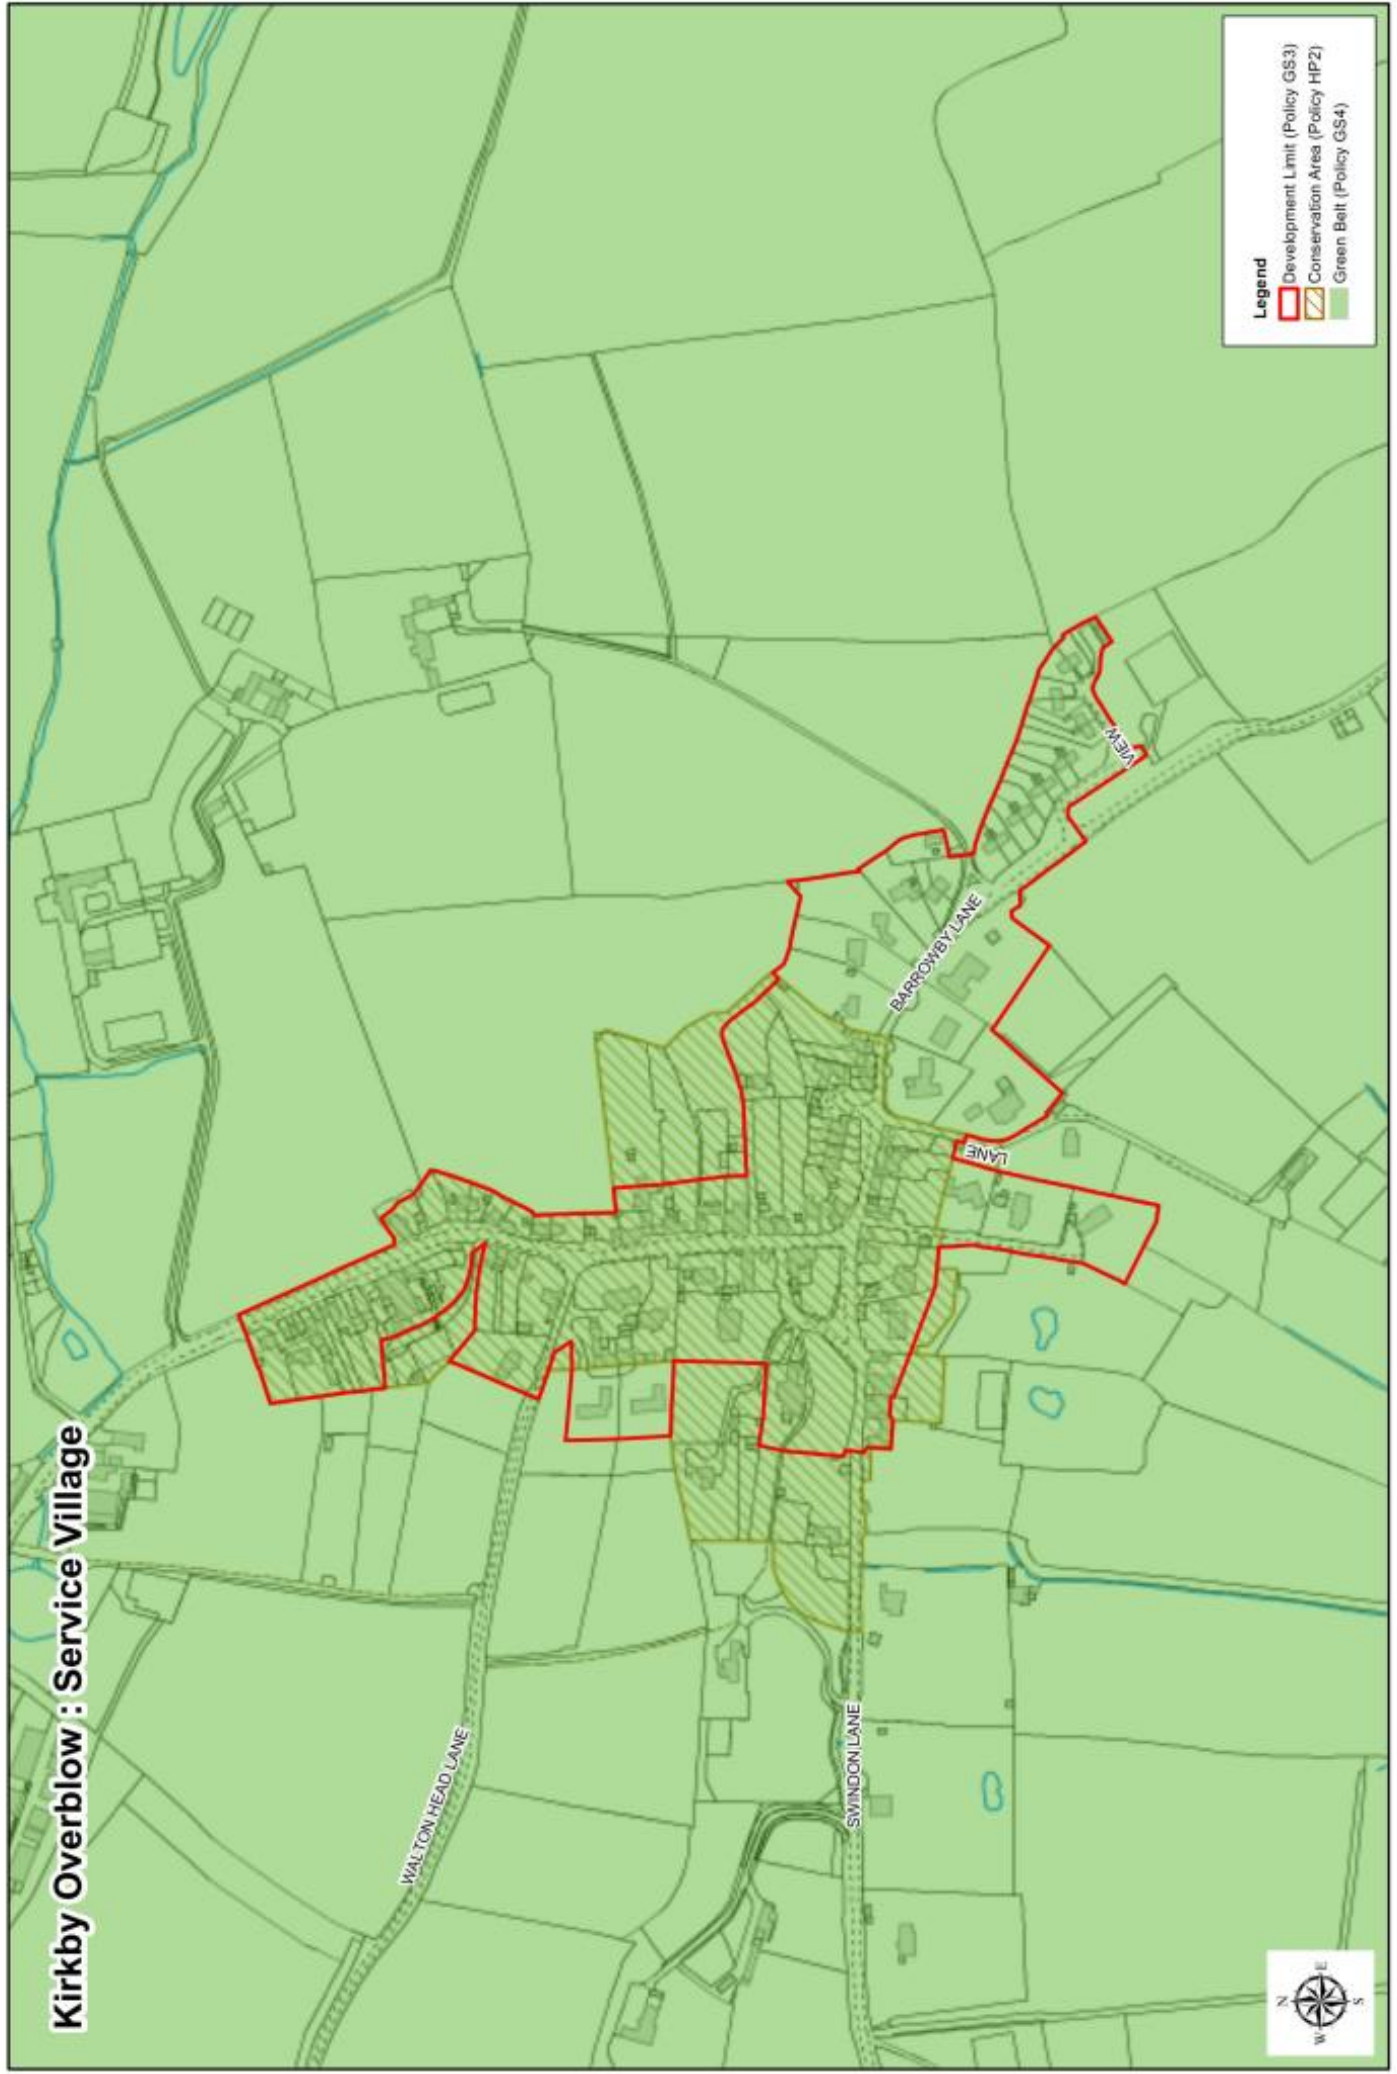 Kirkby Overblow : Service Village
WALTON HEAD LANE
SWINDON LANE
BARROWBY LANE
LANE
VIEW
Legend
Development Limit (Policy GS3)
Conservation Area (Policy HP2)
Green Belt (Policy GS4)
N
W E
S